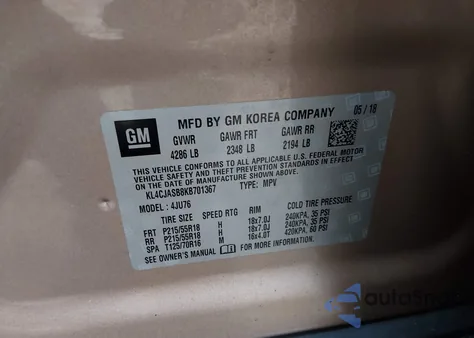 MFD BY GM KOREA COMPANY 05 / 18
GM
GVWR GAWR FRT GAWR RR
4286 LB 2348 LB 2194 LB
THIS VEHICLE CONFORMS TO ALL APPLICABLE U.S. FEDERAL MOTOR
VEHICLE SAFETY, BUMPER, AND THEFT PREVENTION STANDARDS IN EFFECT
ON THE DATE OF MANUFACTURE SHOWN ABOVE.
KL4CJASB8KB701367 TYPE: MPV
MODEL : 4JU76
TIRE SIZE SPEED RTG RIM COLD TIRE PRESSURE
FRT P215/55R18 H 18x7.0J 240KPA, 35 PSI
RR P215/55R18 H 18x7.0J 240KPA, 35 PSI
SPA T125/70R16 M 16x4.0T 420KPA, 60 PSI
SEE OWNER'S MANUAL FOR ADDITIONAL INFORMATION